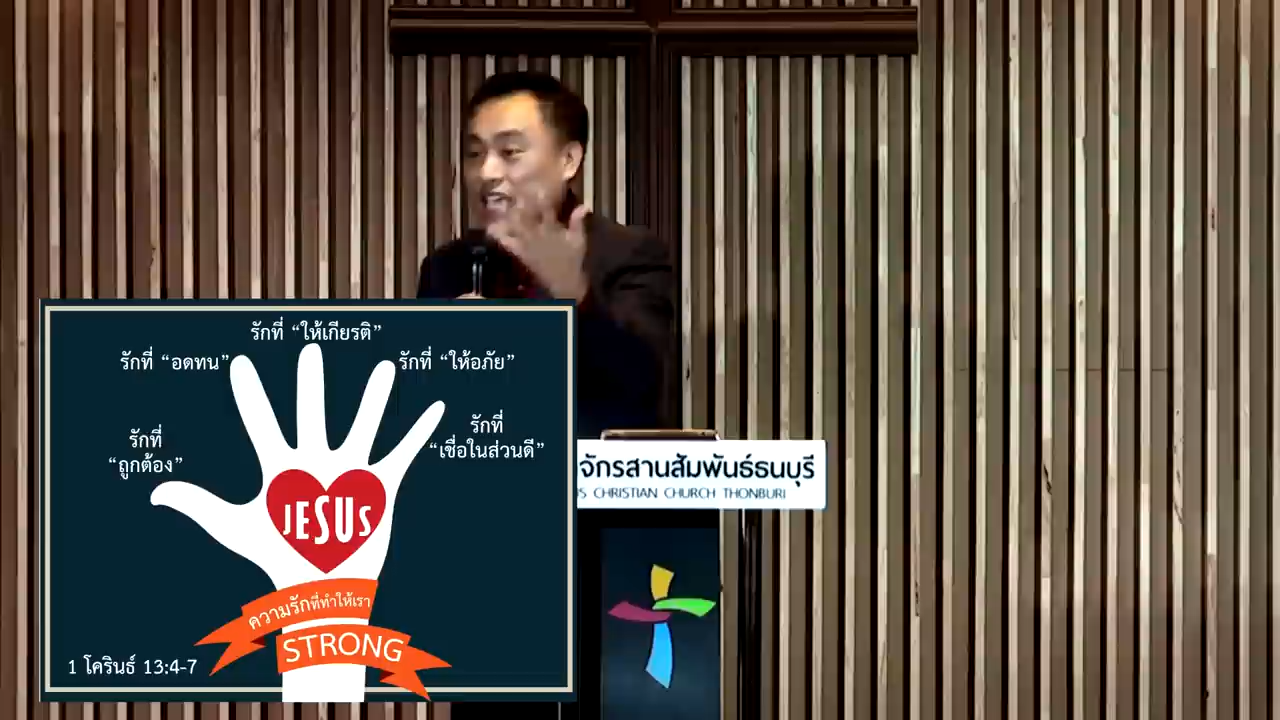 รักที่ “ให้เกียรติ”
รักที่ “อดทน”
รักที่ “ให้อภัย”
รักที่
“ถูกต้อง”
รักที่
“เชื่อในส่วนดี”
JESUS
ความรักที่ทำให้เรา
STRONG
1 โครินธ์ 13:4-7
จักรสานสัมพันธ์ธนบุรี
CHRISTIAN CHURCH THONBURI